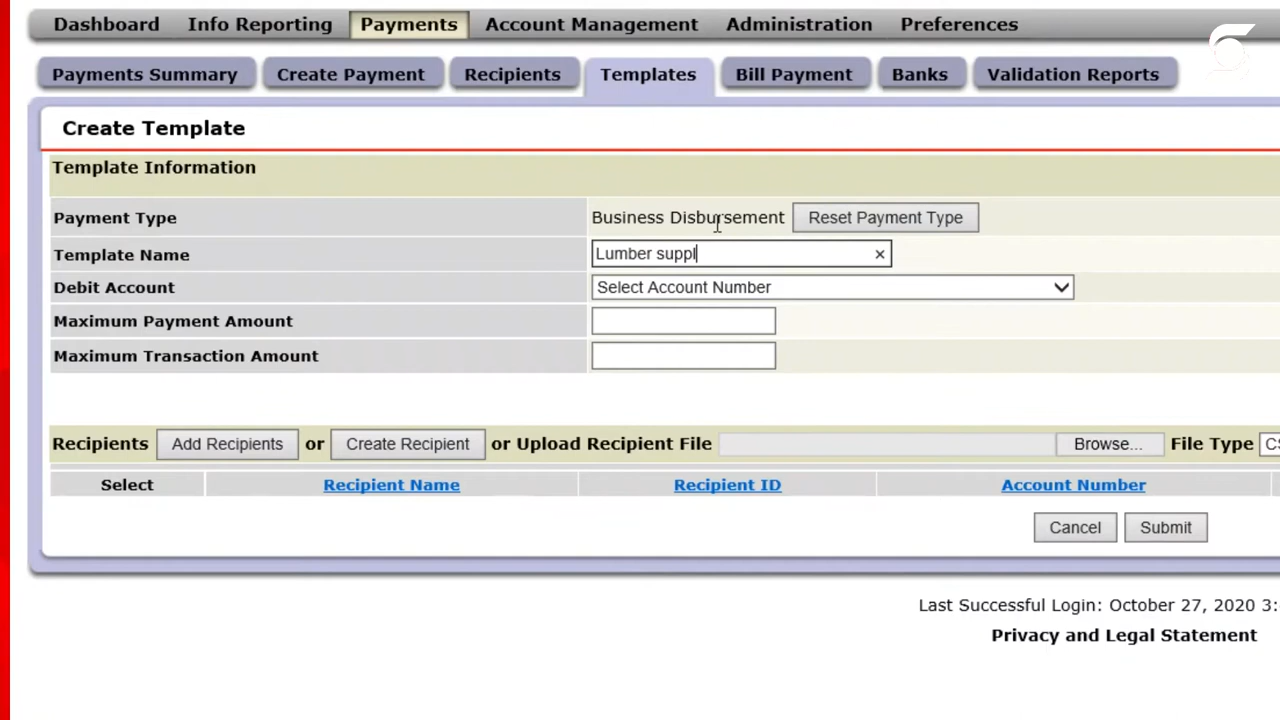 Dashboard Info Reporting Payments Account Management Administration Preferences
Payments Summary Create Payment Recipients Templates Bill Payment Banks Validation Reports
Create Template
Template Information
Payment Type Business Disbursement Reset Payment Type
Template Name Lumber suppl ×
Debit Account Select Account Number
Maximum Payment Amount
Maximum Transaction Amount
Recipients Add Recipients or Create Recipient or Upload Recipient File Browse... File Type CS
Select Recipient Name Recipient ID Account Number
Cancel Submit
Last Successful Login: October 27, 2020 3:
Privacy and Legal Statement